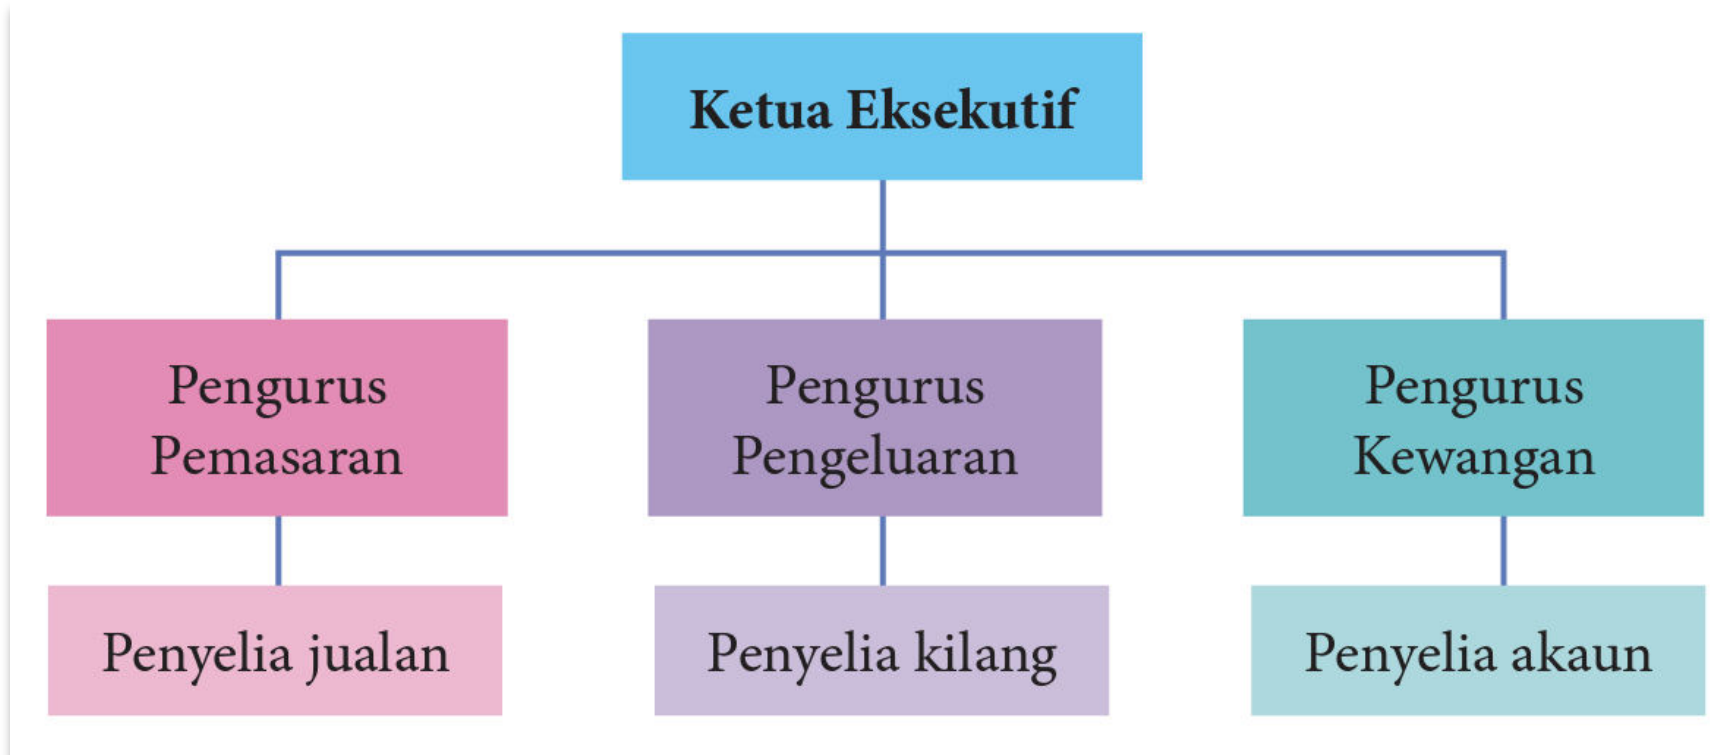 Ketua Eksekutif
Pengurus
Pemasaran
Pengurus
Pengeluaran
Pengurus
Kewangan
Penyelia jualan
Penyelia kilang
Penyelia akaun